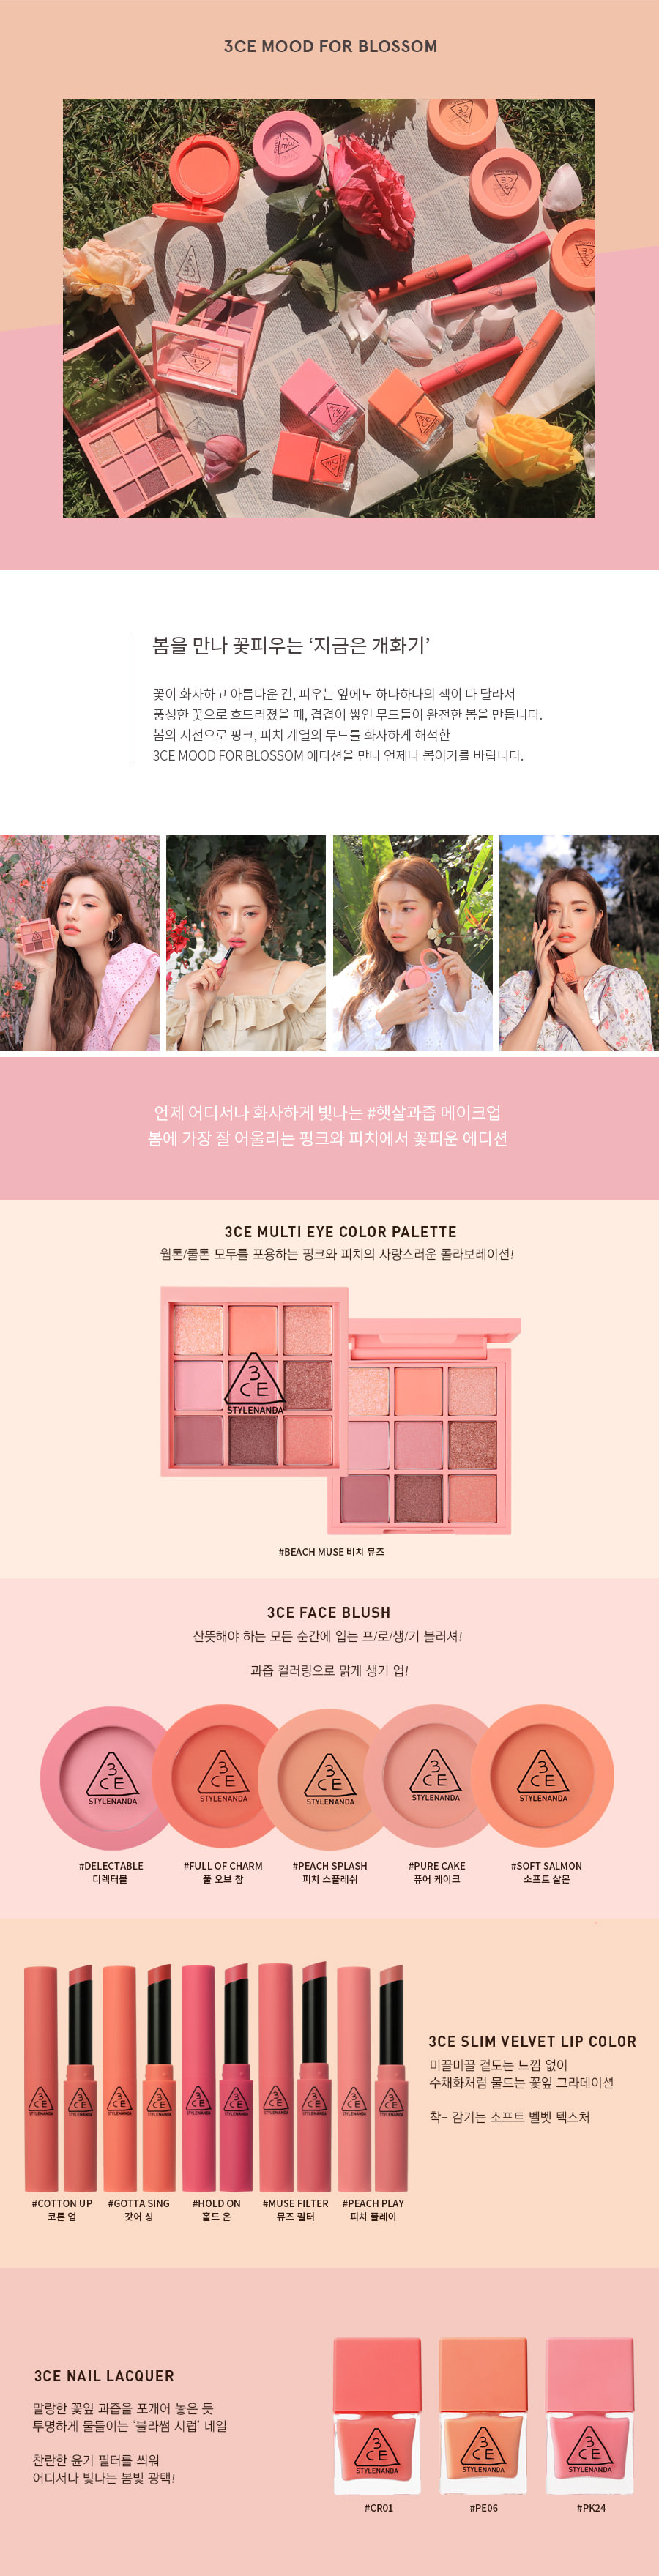 3CE MOOD FOR BLOSSOM
봄을 만나 꽃피우는 ‘지금은 개화기’
꽃이 화사하고 아름다운 건, 피우는 잎에도 하나하나의 색이 다 달라서
풍성한 꽃으로 흐드러졌을 때, 겹겹이 쌓인 무드들이 완전한 봄을 만듭니다.
봄의 시선으로 핑크, 피치 계열의 무드를 화사하게 해석한
3CE MOOD FOR BLOSSOM 에디션을 만나 언제나 봄이기를 바랍니다.
언제 어디서나 화사하게 빛나는 #햇살과즙 메이크업
봄에 가장 잘 어울리는 핑크와 피치에서 꽃피운 에디션
3CE MULTI EYE COLOR PALETTE
웜톤/쿨톤 모두를 포용하는 핑크와 피치의 사랑스러운 콜라보레이션!
3CE
STYLENANDA
#BEACH MUSE 비치 뮤즈
3CE FACE BLUSH
산뜻해야 하는 모든 순간에 입는 프/로/생/기 블러셔!
과즙 컬러링으로 맑게 생기 업!
3CE STYLENANDA
3CE STYLENANDA
3CE STYLENANDA
3CE STYLENANDA
3CE STYLENANDA
#DELECTABLE #FULL OF CHARM #PEACH SPLASH #PURE CAKE #SOFT SALMON
디렉터블 풀 오브 참 피치 스플래쉬 퓨어 케이크 소프트 살몬
3CE SLIM VELVET LIP COLOR
미끌미끌 겉도는 느낌 없이
수채화처럼 물드는 꽃잎 그라데이션
착– 감기는 소프트 벨벳 텍스처
#COTTON UP #GOTTA SING #HOLD ON #MUSE FILTER #PEACH PLAY
코튼 업 갓어 싱 홀드 온 뮤즈 필터 피치 플레이
3CE NAIL LACQUER
말랑한 꽃잎 과즙을 포개어 놓은 듯
투명하게 물들이는 ‘블라썸 시럽’ 네일
찬란한 윤기 필터를 씌워
어디서나 빛나는 봄빛 광택!
3CE STYLENANDA
3CE STYLENANDA
3CE STYLENANDA
#CR01 #PE06 #PK24